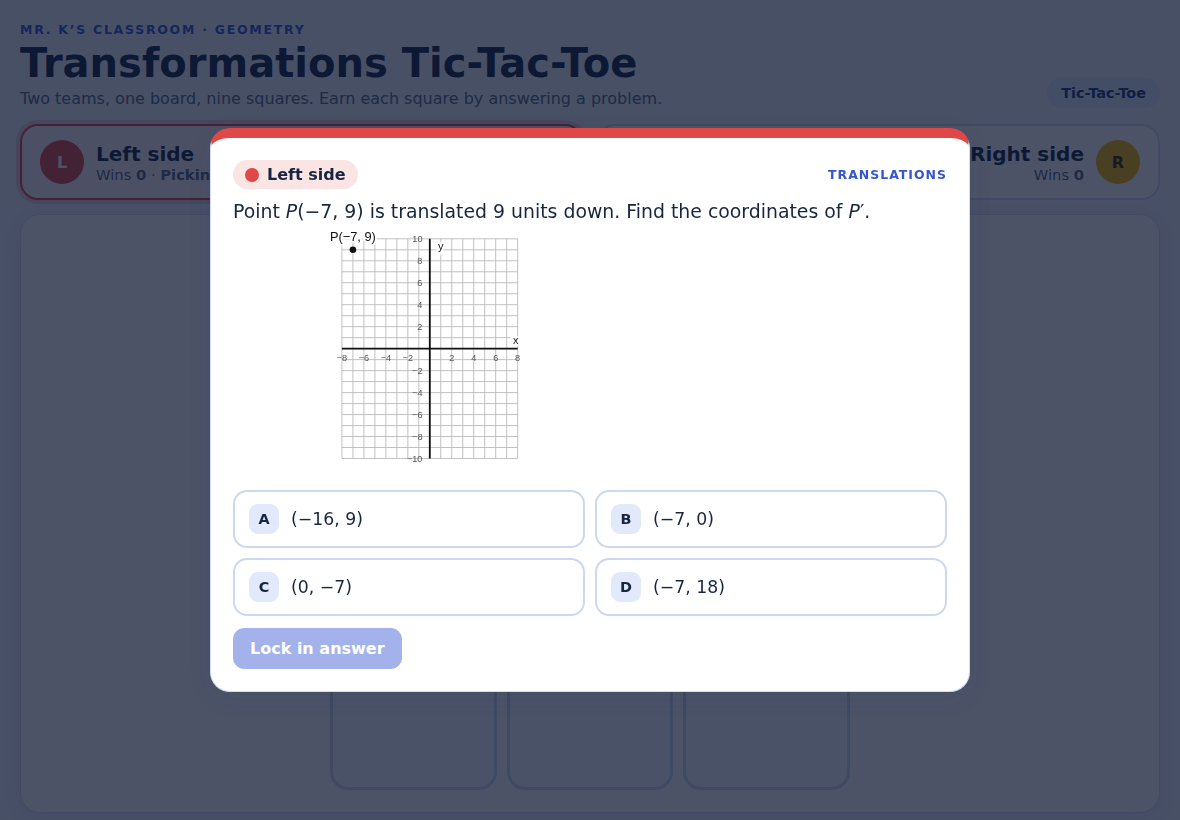 MR. K’S CLASSROOM · GEOMETRY
Transformations Tic-Tac-Toe
Two teams, one board, nine squares. Earn each square by answering a problem.
Tic-Tac-Toe
L
Left side
Wins 0 · Pickin
Right side
Wins 0
R
Left side
TRANSLATIONS
Point P(−7, 9) is translated 9 units down. Find the coordinates of P′.
P(−7, 9)
10
y
8
6
4
2
x
−8 −6 −4 −2 2 4 6 8
−2
−4
−6
−8
−10
A (−16, 9)
B (−7, 0)
C (0, −7)
D (−7, 18)
Lock in answer